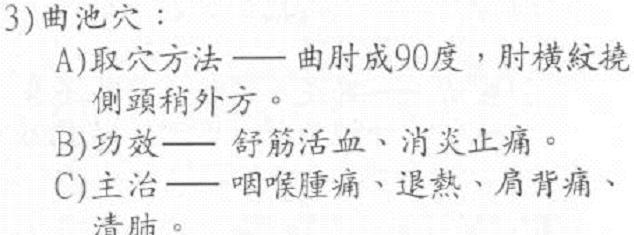 3)曲池穴：
A)取穴方法 —— 曲肘成90度，肘橫紋撓
側頭稍外方。
B)功效—— 舒筋活血、消炎止痛。
C)主治—— 咽喉腫痛、退熱、肩背痛、
清肺。